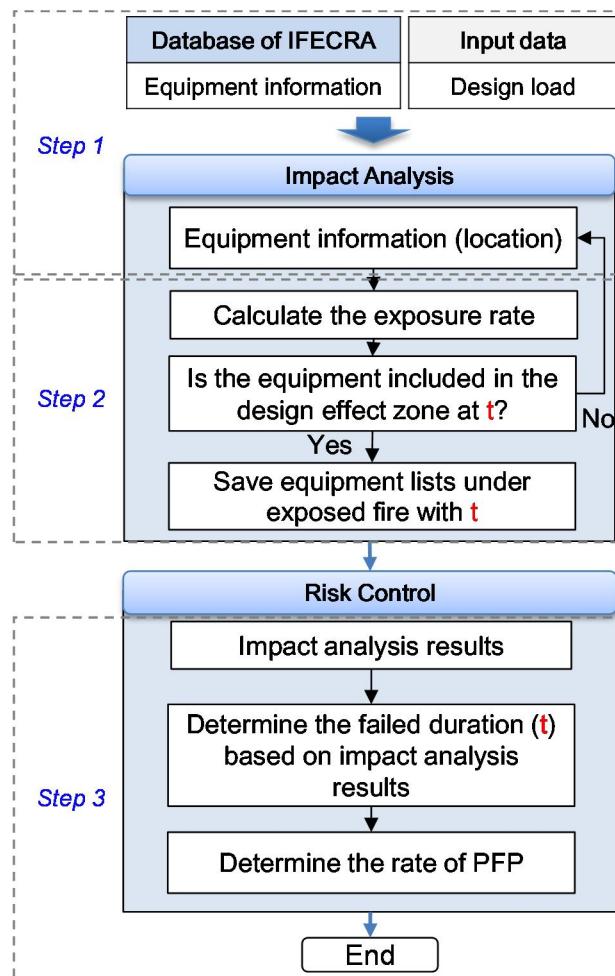 Database of IFECRA
Input data
Equipment information
Design load
Step 1
Impact Analysis
Equipment information (location)
Calculate the exposure rate
Step 2
Is the equipment included in the
design effect zone at t?
No
Yes
Save equipment lists under
exposed fire with t
Risk Control
Impact analysis results
Determine the failed duration (t)
based on impact analysis
results
Step 3
Determine the rate of PFP
End